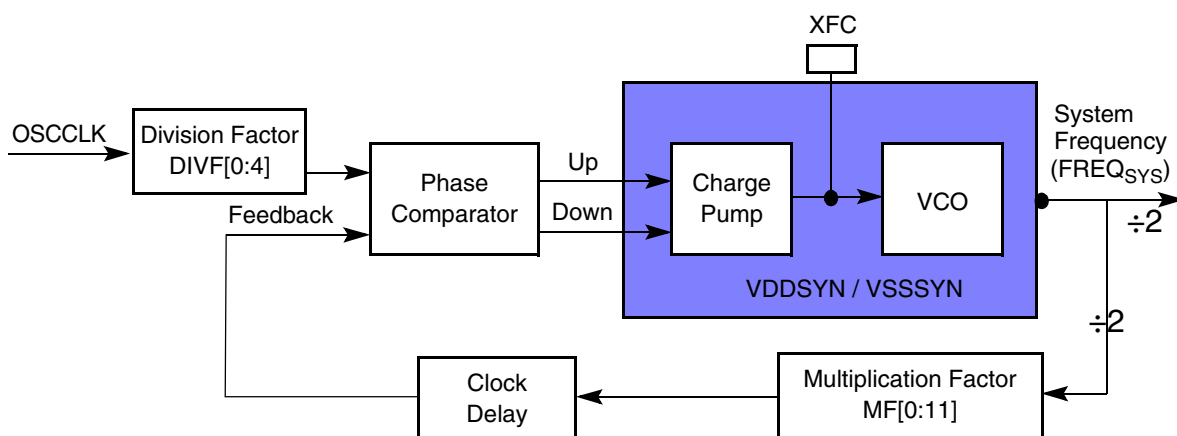 XFC
OSCCLK
Division Factor
DIVF[0:4]
System
Frequency
(FREQSYS)
Up
Phase
Comparator
Charge
Pump
VCO
Feedback
Down
÷2
VDDSYN / VSSSYN
÷2
Clock
Delay
Multiplication Factor
MF[0:11]